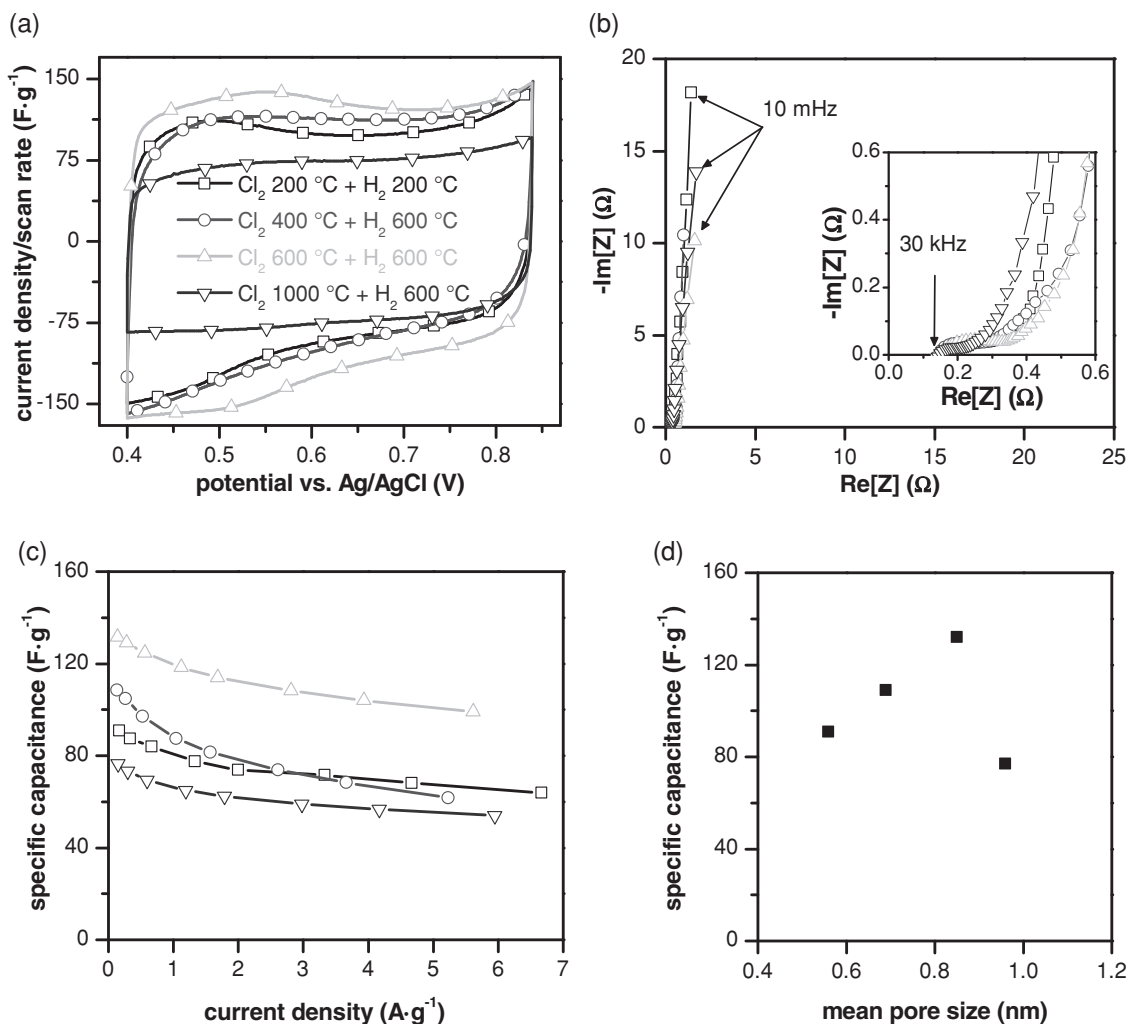 (a)
150
75
0
-75
-150
current density/scan rate (F·g⁻¹)
Cl₂ 200 °C + H₂ 200 °C
Cl₂ 400 °C + H₂ 600 °C
Cl₂ 600 °C + H₂ 600 °C
Cl₂ 1000 °C + H₂ 600 °C
0.4 0.5 0.6 0.7 0.8
potential vs. Ag/AgCl (V)
(b)
20
15
10
5
0
-Im[Z] (Ω)
10 mHz
0.6
0.4
0.2
0.0
-Im[Z] (Ω)
30 kHz
0.0 0.2 0.4 0.6
Re[Z] (Ω)
0 5 10 15 20 25
Re[Z] (Ω)
(c)
160
120
80
40
0
specific capacitance (F·g⁻¹)
0 1 2 3 4 5 6 7
current density (A·g⁻¹)
(d)
160
120
80
40
0
specific capacitance (F·g⁻¹)
0.4 0.6 0.8 1.0 1.2
mean pore size (nm)